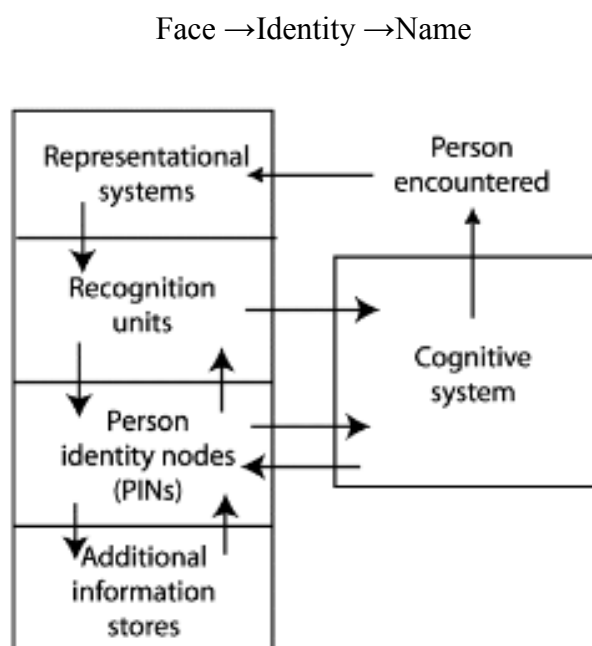 Face →Identity →Name
Representational
systems
Person
encountered
Recognition
units
Cognitive
system
Person
identity nodes
(PINs)
Additional
information
stores